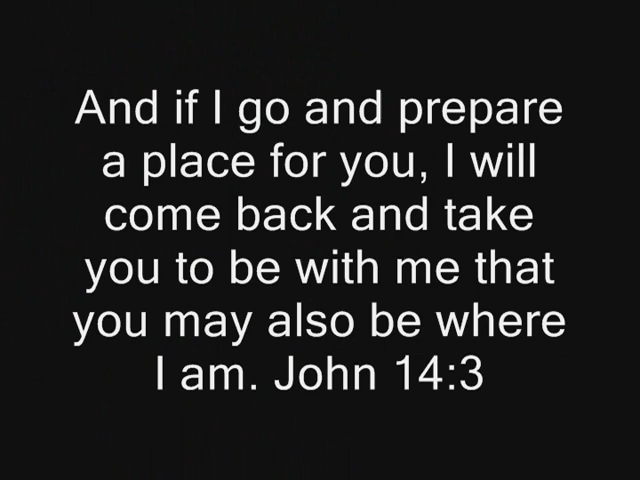 And if I go and prepare
a place for you, I will
come back and take
you to be with me that
you may also be where
I am. John 14:3